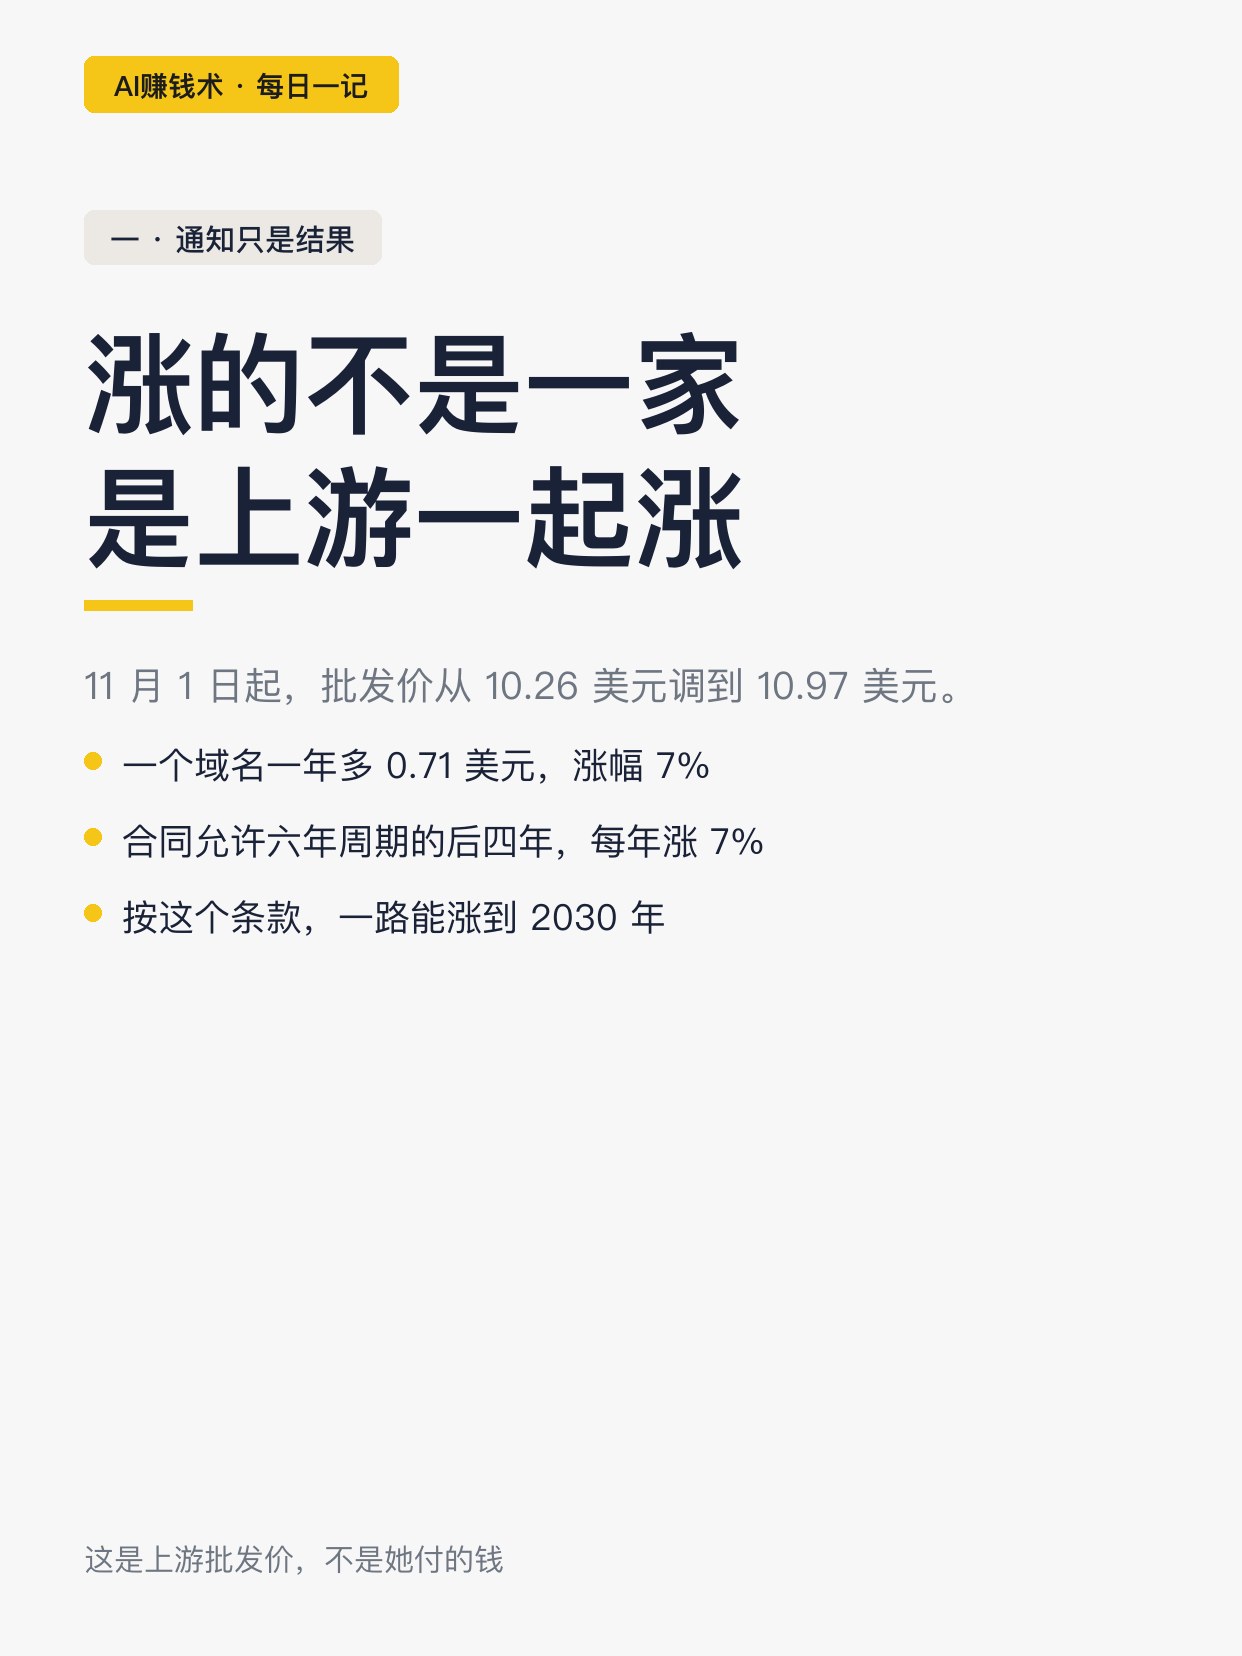 AI赚钱术 · 每日一记
一 · 通知只是结果
涨的不是一家
是上游一起涨
11 月 1 日起，批发价从 10.26 美元调到 10.97 美元。
一个域名一年多 0.71 美元，涨幅 7%
合同允许六年周期的后四年，每年涨 7%
按这个条款，一路能涨到 2030 年
这是上游批发价，不是她付的钱